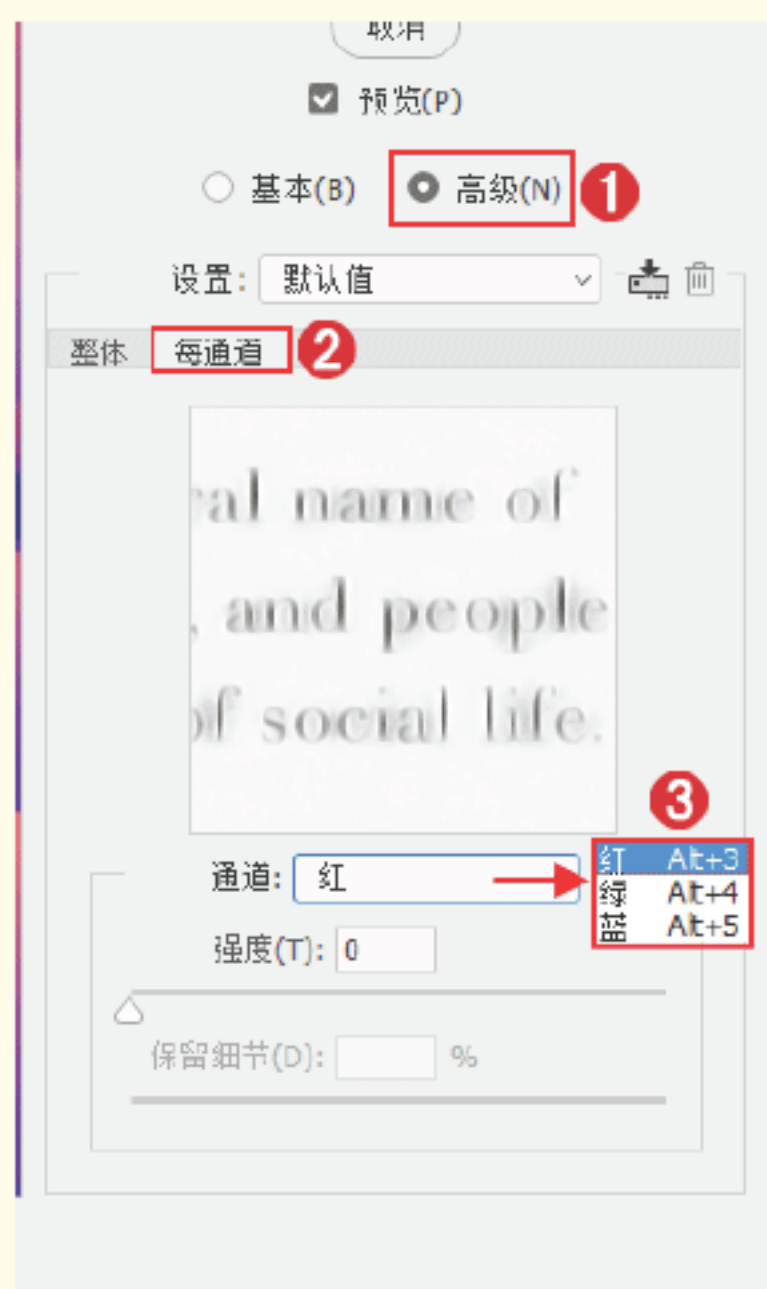 取消
预览(P)
基本(B) 高级(N) 1
设置: 默认值
整体 每通道 2
al name of
, and people
of social life.
3
通道: 红
红 Alt+3
绿 Alt+4
蓝 Alt+5
强度(T): 0
保留细节(D): %